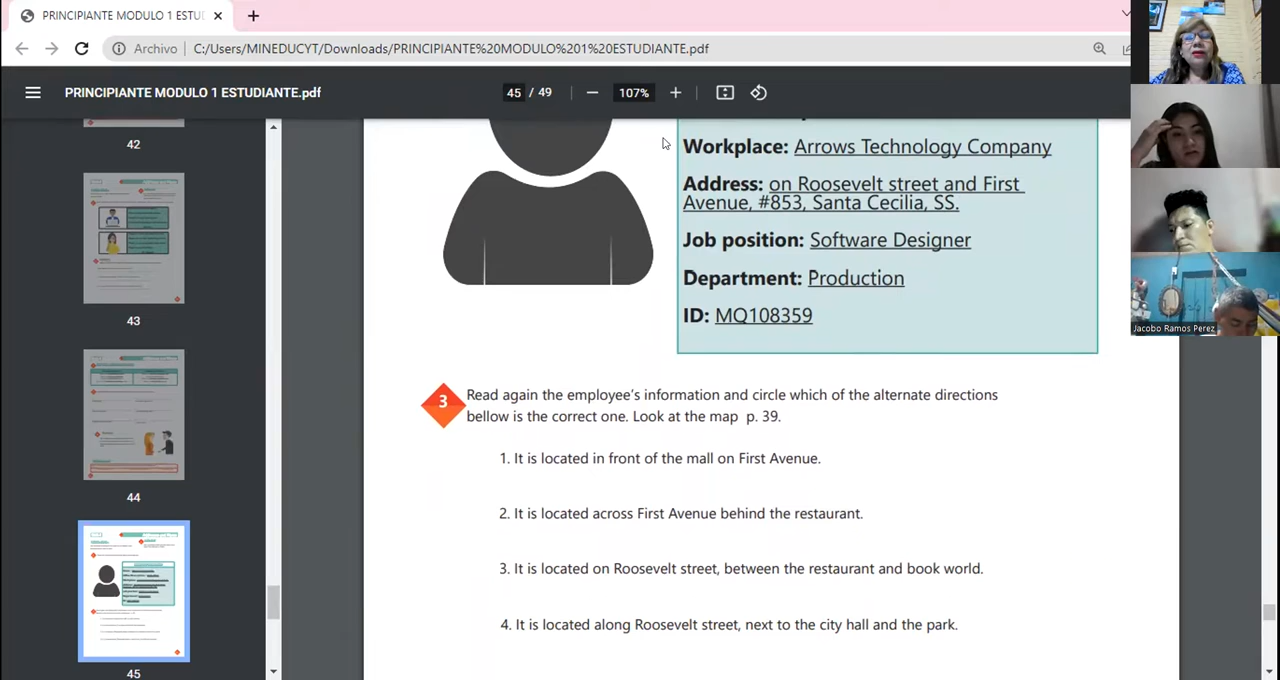 PRINCIPIANTE MODULO 1 ESTUD
Archivo
C:/Users/MINEDUCYT/Downloads/PRINCIPIANTE%20MODULO%201%20ESTUDIANTE.pdf
PRINCIPIANTE MODULO 1 ESTUDIANTE.pdf
45 / 49
107%
42
43
44
45
Workplace: Arrows Technology Company
Address: on Roosevelt street and First
Avenue, #853, Santa Cecilia, SS.
Job position: Software Designer
Department: Production
ID: MQ108359
3
Read again the employee's information and circle which of the alternate directions
bellow is the correct one. Look at the map p. 39.
1. It is located in front of the mall on First Avenue.
2. It is located across First Avenue behind the restaurant.
3. It is located on Roosevelt street, between the restaurant and book world.
4. It is located along Roosevelt street, next to the city hall and the park.
Jacobo Ramos Perez